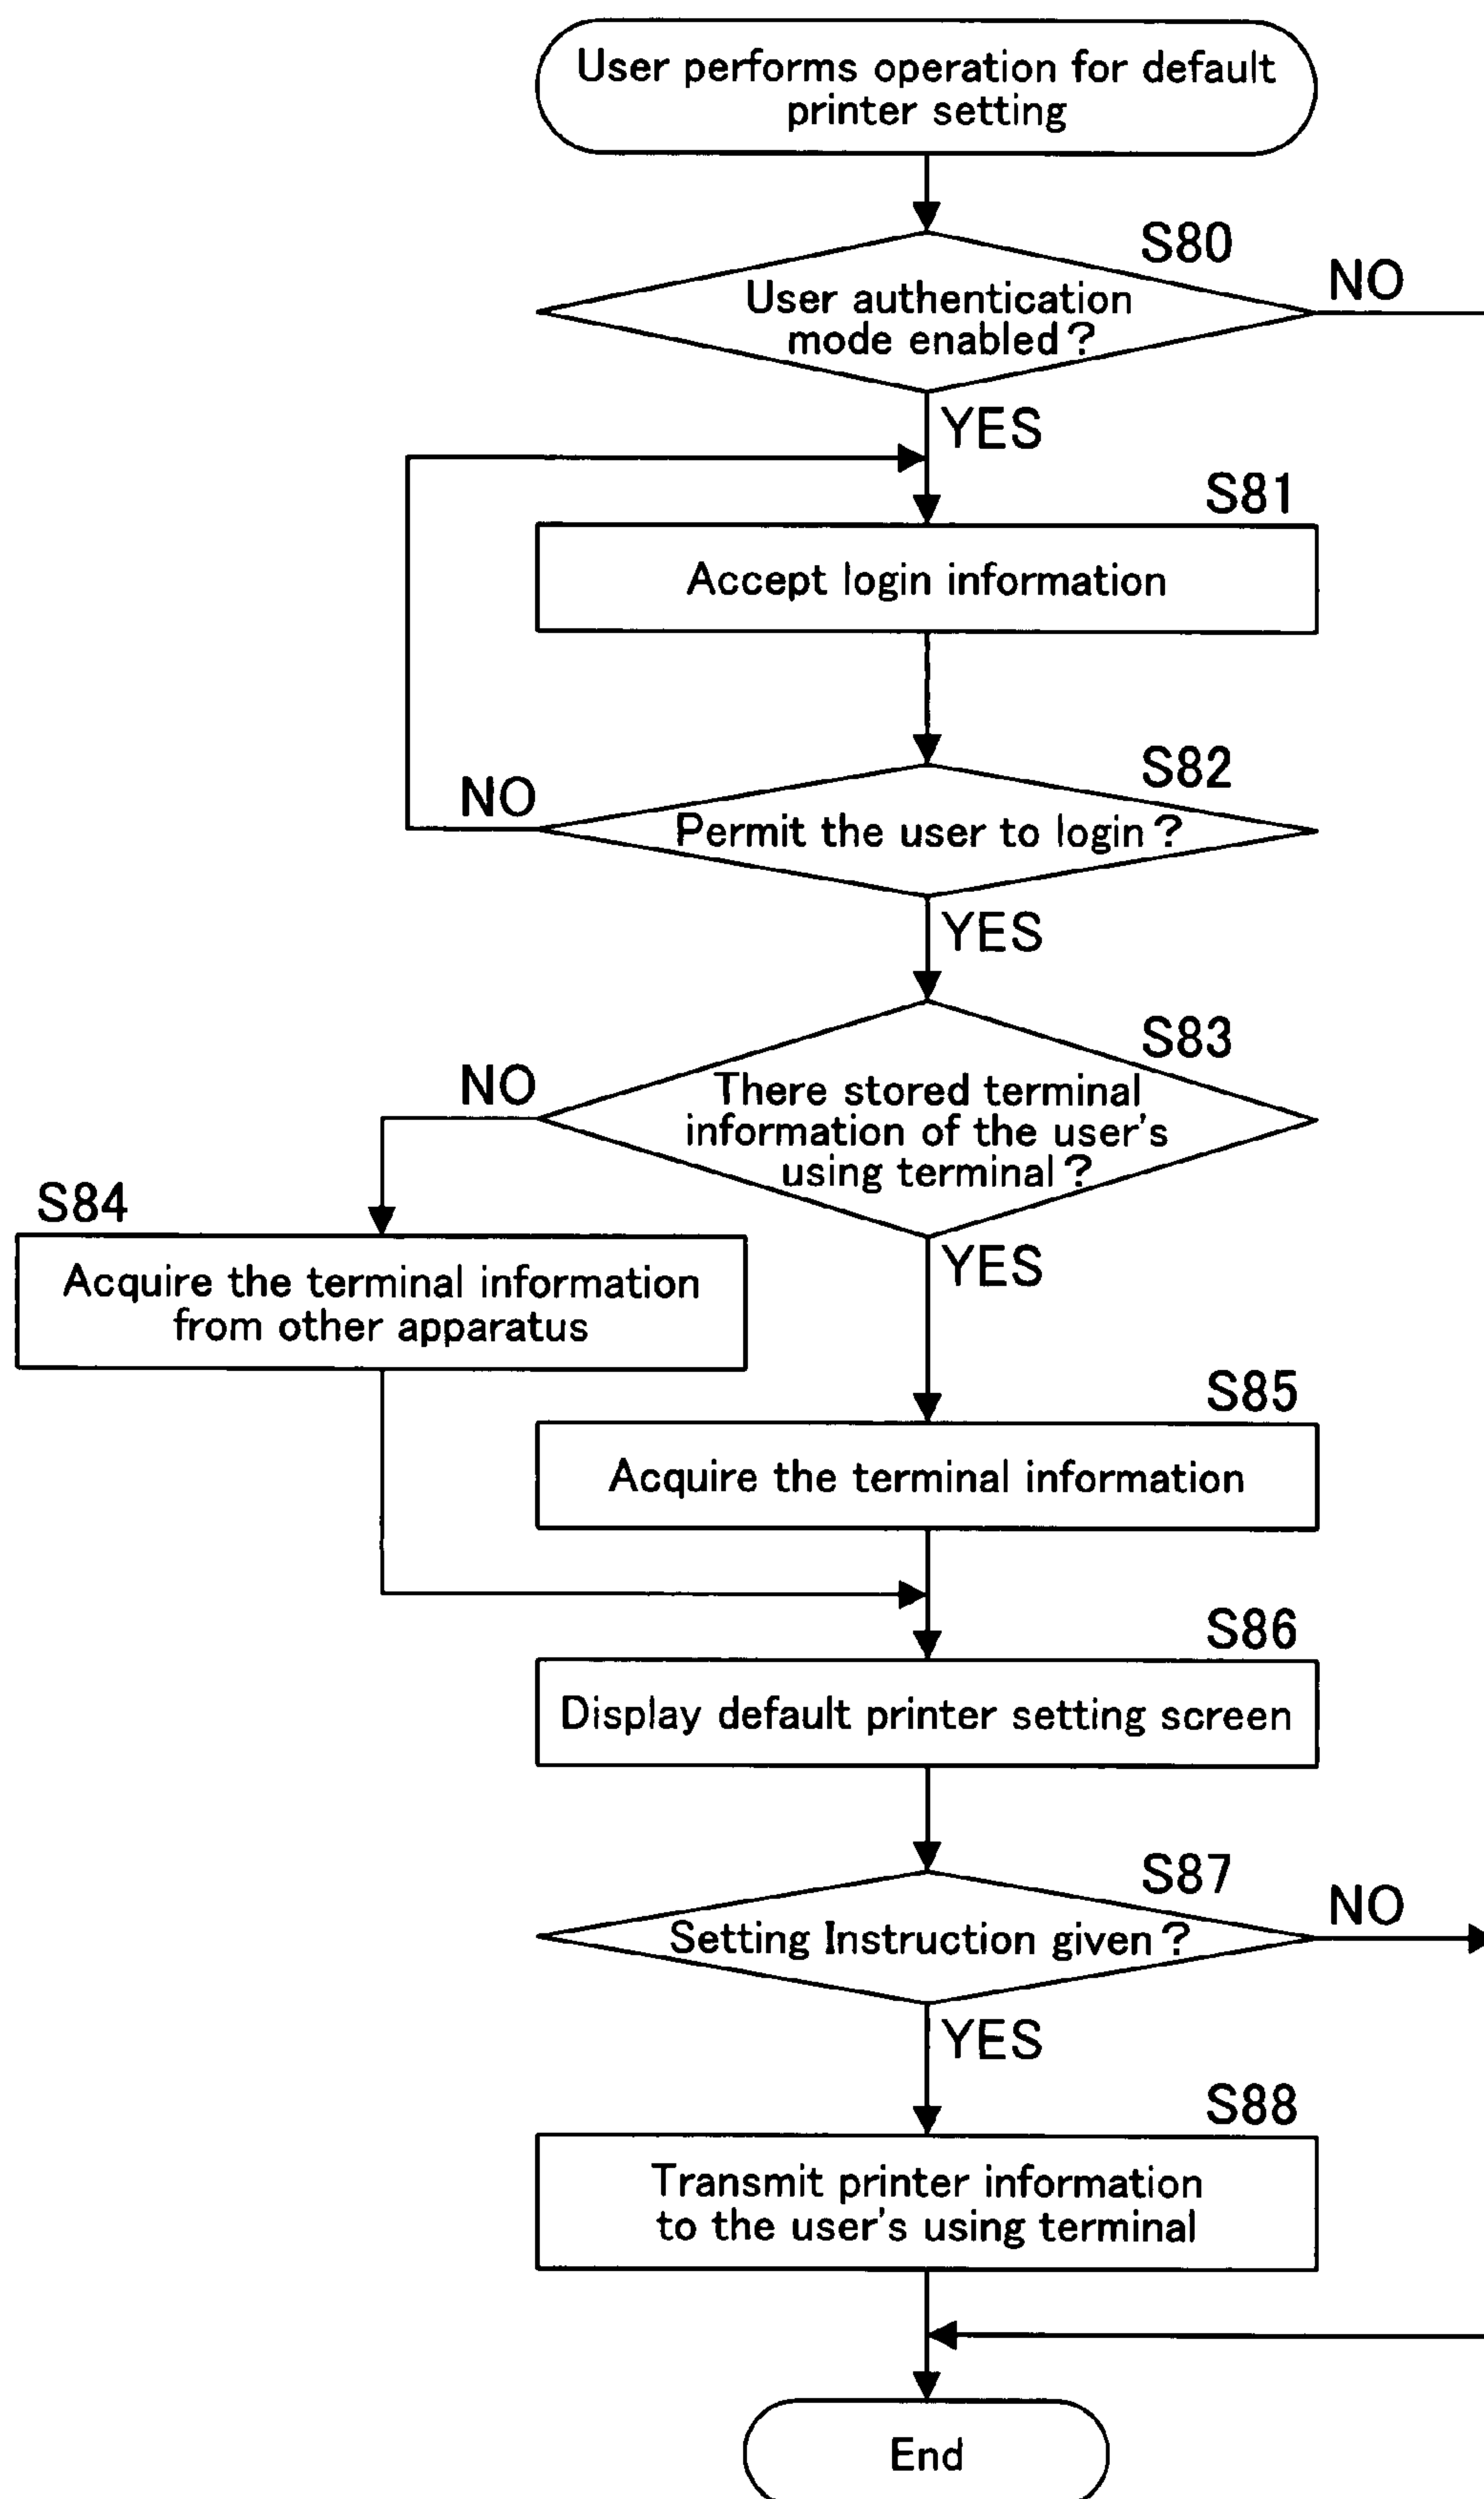 User performs operation for default
printer setting
S80
NO
User authentication
mode enabled?
YES
S81
Accept login information
S82
NO
Permit the user to login?
YES
S83
NO
There stored terminal
information of the user's
using terminal?
S84
YES
Acquire the terminal information
from other apparatus
S85
Acquire the terminal information
S86
Display default printer setting screen
S87
NO
Setting Instruction given?
YES
S88
Transmit printer information
to the user's using terminal
End